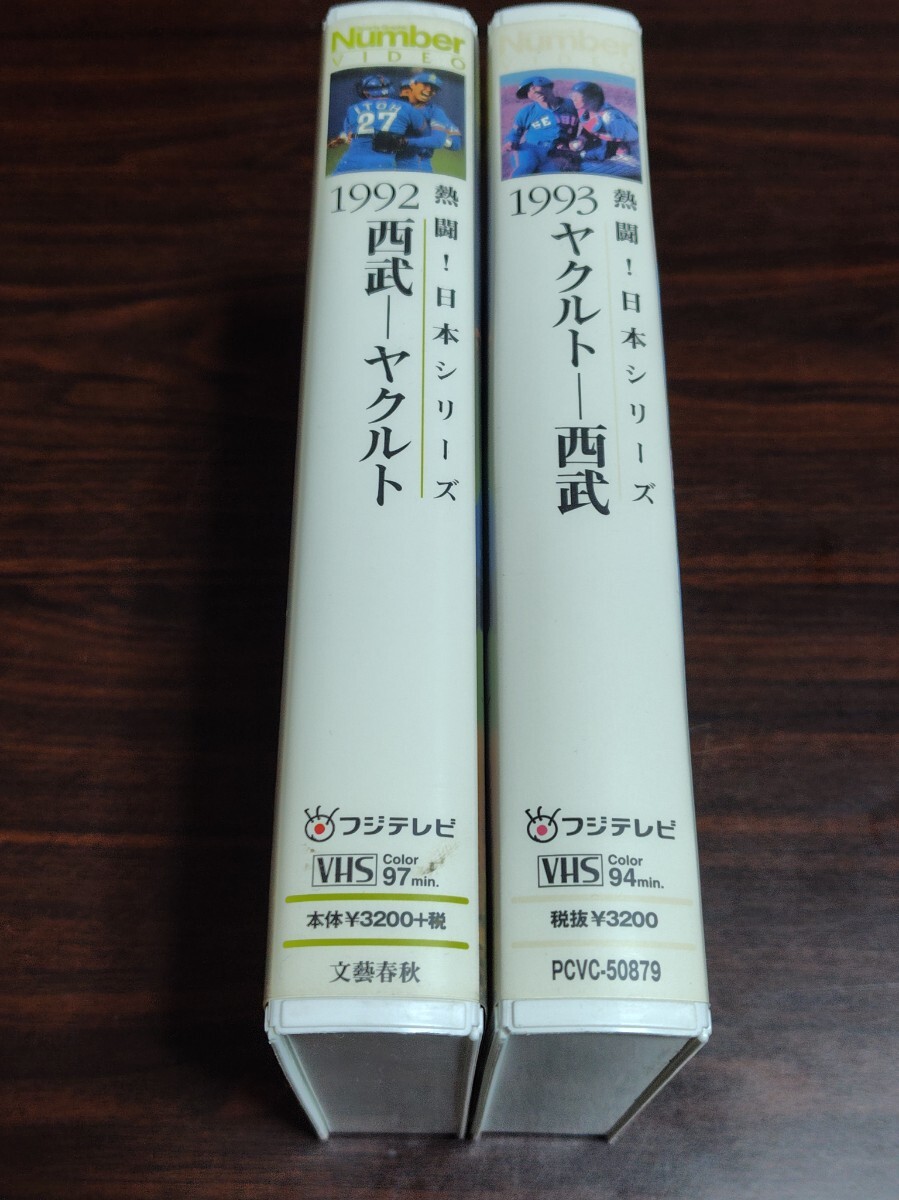 Number
VIDEO
ITOH
27
1992
熱闘!日本シリーズ
西武―ヤクルト
フジテレビ
VHS Color 97min.
本体¥3200+税
文藝春秋
Number
VIDEO
1993
熱闘!日本シリーズ
ヤクルト―西武
フジテレビ
VHS Color 94min.
税抜¥3200
PCVC-50879